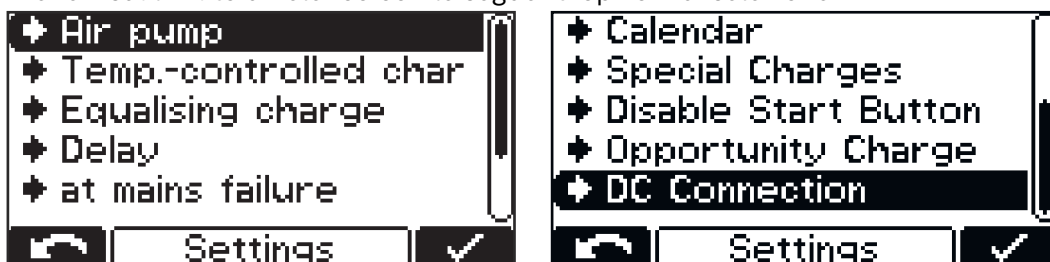 Air pump
Temp.-controlled char
Equalising charge
Delay
at mains failure
Settings
Calendar
Special Charges
Disable Start Button
Opportunity Charge
DC Connection
Settings